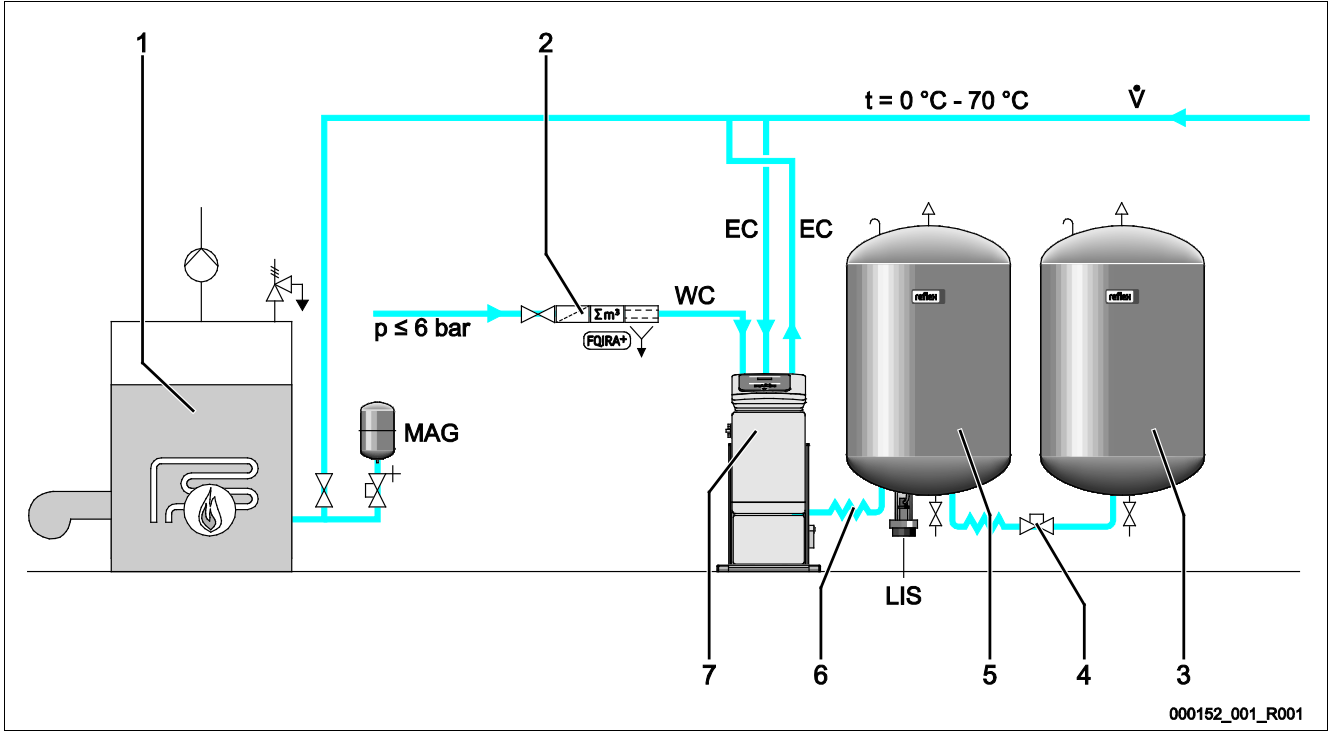 1
2
t = 0 °C - 70 °C
V̇
EC
EC
WC
p ≤ 6 bar
Σm³
FQIRA+
reflex
reflex
MAG
LIS
7
6
5
4
3
000152_001_R001